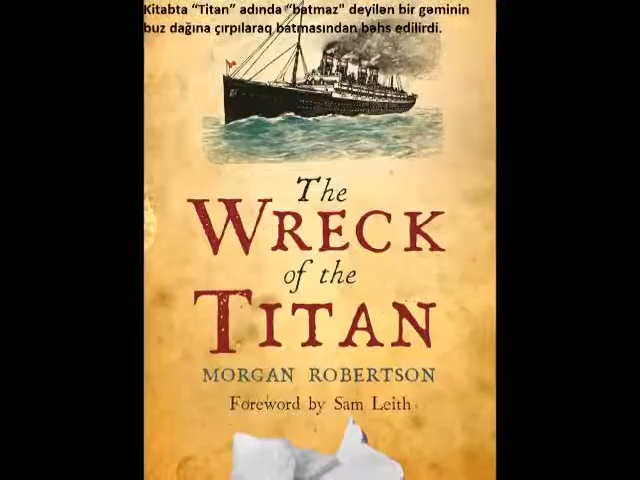 Kitabta “Titan” adında “batmaz" deyilən bir gəminin
buz dağına çırpılaraq batmasından bəhs edilirdi.
The
WRECK
of the
TITAN
MORGAN ROBERTSON
Foreword by Sam Leith